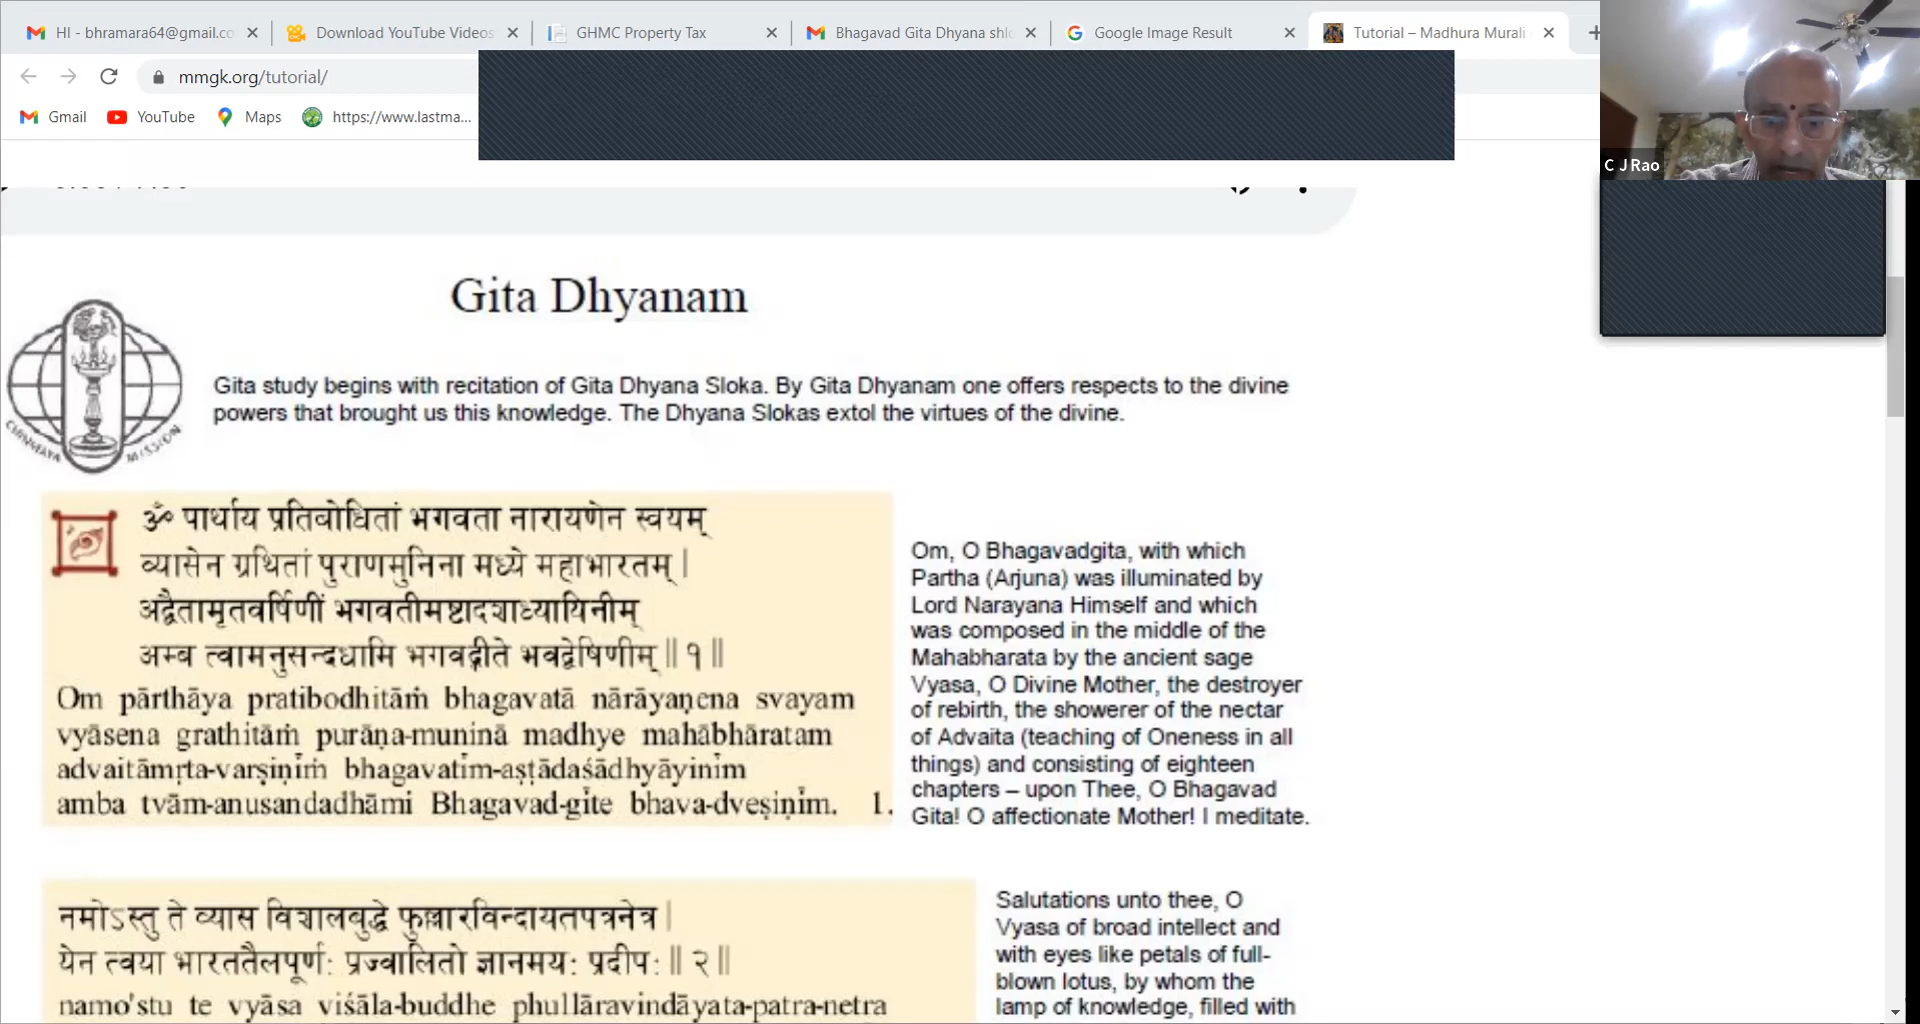 HI - bhramara64@gmail.co
Download YouTube Videos
GHMC Property Tax
Bhagavad Gita Dhyana shlo
Google Image Result
Tutorial – Madhura Murali
mmgk.org/tutorial/
Gmail
YouTube
Maps
https://www.lastma...
C J Rao
Gita Dhyanam
CHINMAYA MISSION
Gita study begins with recitation of Gita Dhyana Sloka. By Gita Dhyanam one offers respects to the divine
powers that brought us this knowledge. The Dhyana Slokas extol the virtues of the divine.
ॐ पार्थाय प्रतिबोधितां भगवता नारायणेन स्वयम्
व्यासेन ग्रथितां पुराणमुनिना मध्ये महाभारतम् |
अद्वैतामृतवर्षिणीं भगवतीमष्टादशाध्यायिनीम्
अम्ब त्वामनुसन्दधामि भगवद्गीते भवद्वेषिणीम् || १ ||
Om pārthāya pratibodhitāṁ bhagavatā nārāyaṇena svayam
vyāsena grathitāṁ purāṇa-muninā madhye mahābhāratam
advaitāmṛta-varṣiṇīṁ bhagavatīm-aṣṭādaśādhyāyinīm
amba tvām-anusandadhāmi Bhagavad-gīte bhava-dveṣiṇīm. 1.
Om, O Bhagavadgita, with which
Partha (Arjuna) was illuminated by
Lord Narayana Himself and which
was composed in the middle of the
Mahabharata by the ancient sage
Vyasa, O Divine Mother, the destroyer
of rebirth, the showerer of the nectar
of Advaita (teaching of Oneness in all
things) and consisting of eighteen
chapters – upon Thee, O Bhagavad
Gita! O affectionate Mother! I meditate.
नमोऽस्तु ते व्यास विशालबुद्धे फुल्लारविन्दायतपत्रनेत्र |
येन त्वया भारततैलपूर्णः प्रज्वालितो ज्ञानमयः प्रदीपः || २ ||
namo'stu te vyāsa viśāla-buddhe phullāravindāyata-patra-netra
Salutations unto thee, O
Vyasa of broad intellect and
with eyes like petals of full-
blown lotus, by whom the
lamp of knowledge, filled with